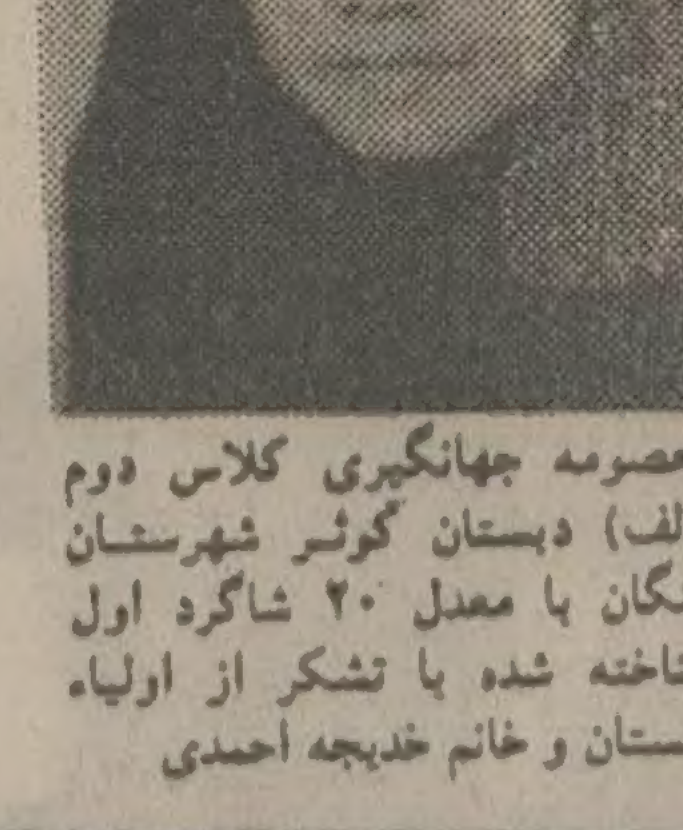 عصومه جهانگیری کلاس دوم
لف) دبستان کوثر شهرستان
گان با معدل ۲۰ شاگرد اول
ناخته شده با تشکر از اولیاء
ستان و خانم خدیجه احمدی